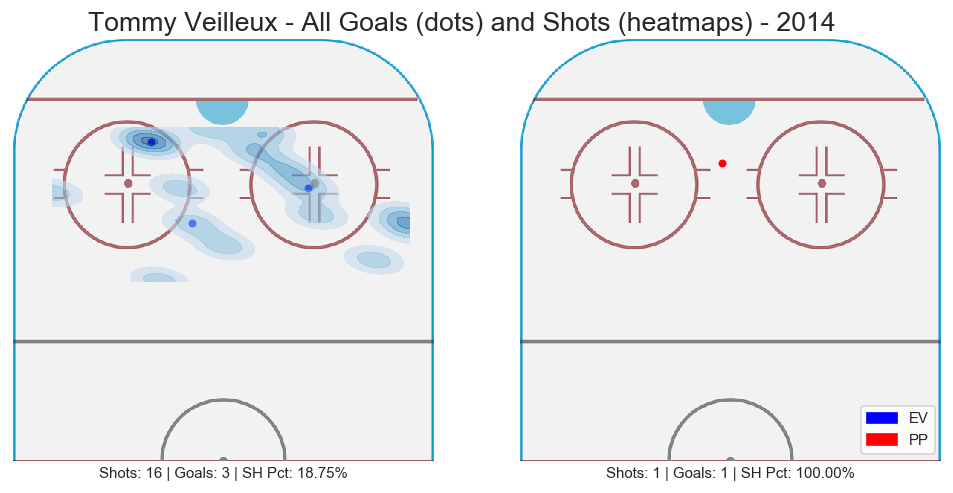 Tommy Veilleux - All Goals (dots) and Shots (heatmaps) - 2014
EV
PP
Shots: 16 | Goals: 3 | SH Pct: 18.75%
Shots: 1 | Goals: 1 | SH Pct: 100.00%